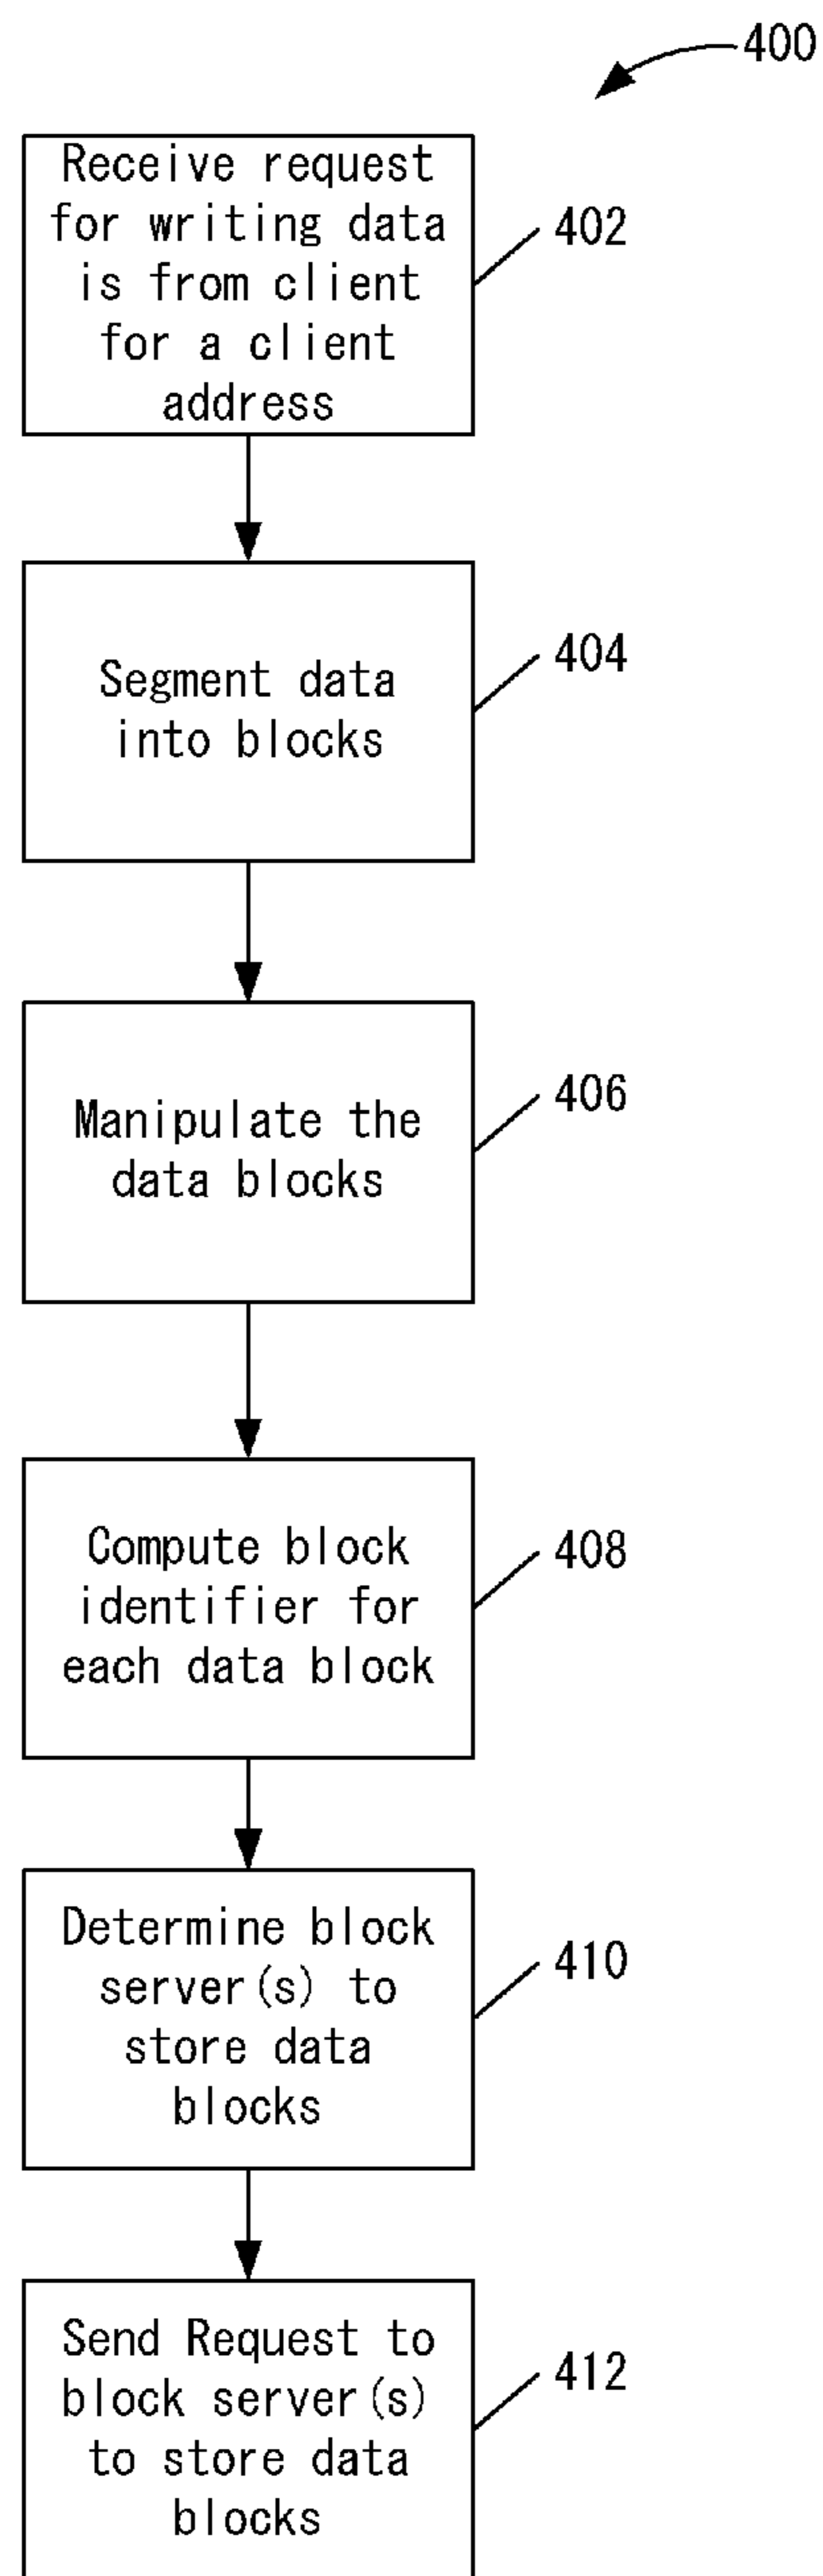 400
Receive request
for writing data
is from client
for a client
address
402
Segment data
into blocks
404
Manipulate the
data blocks
406
Compute block
identifier for
each data block
408
Determine block
server(s) to
store data
blocks
410
Send Request to
block server(s)
to store data
blocks
412